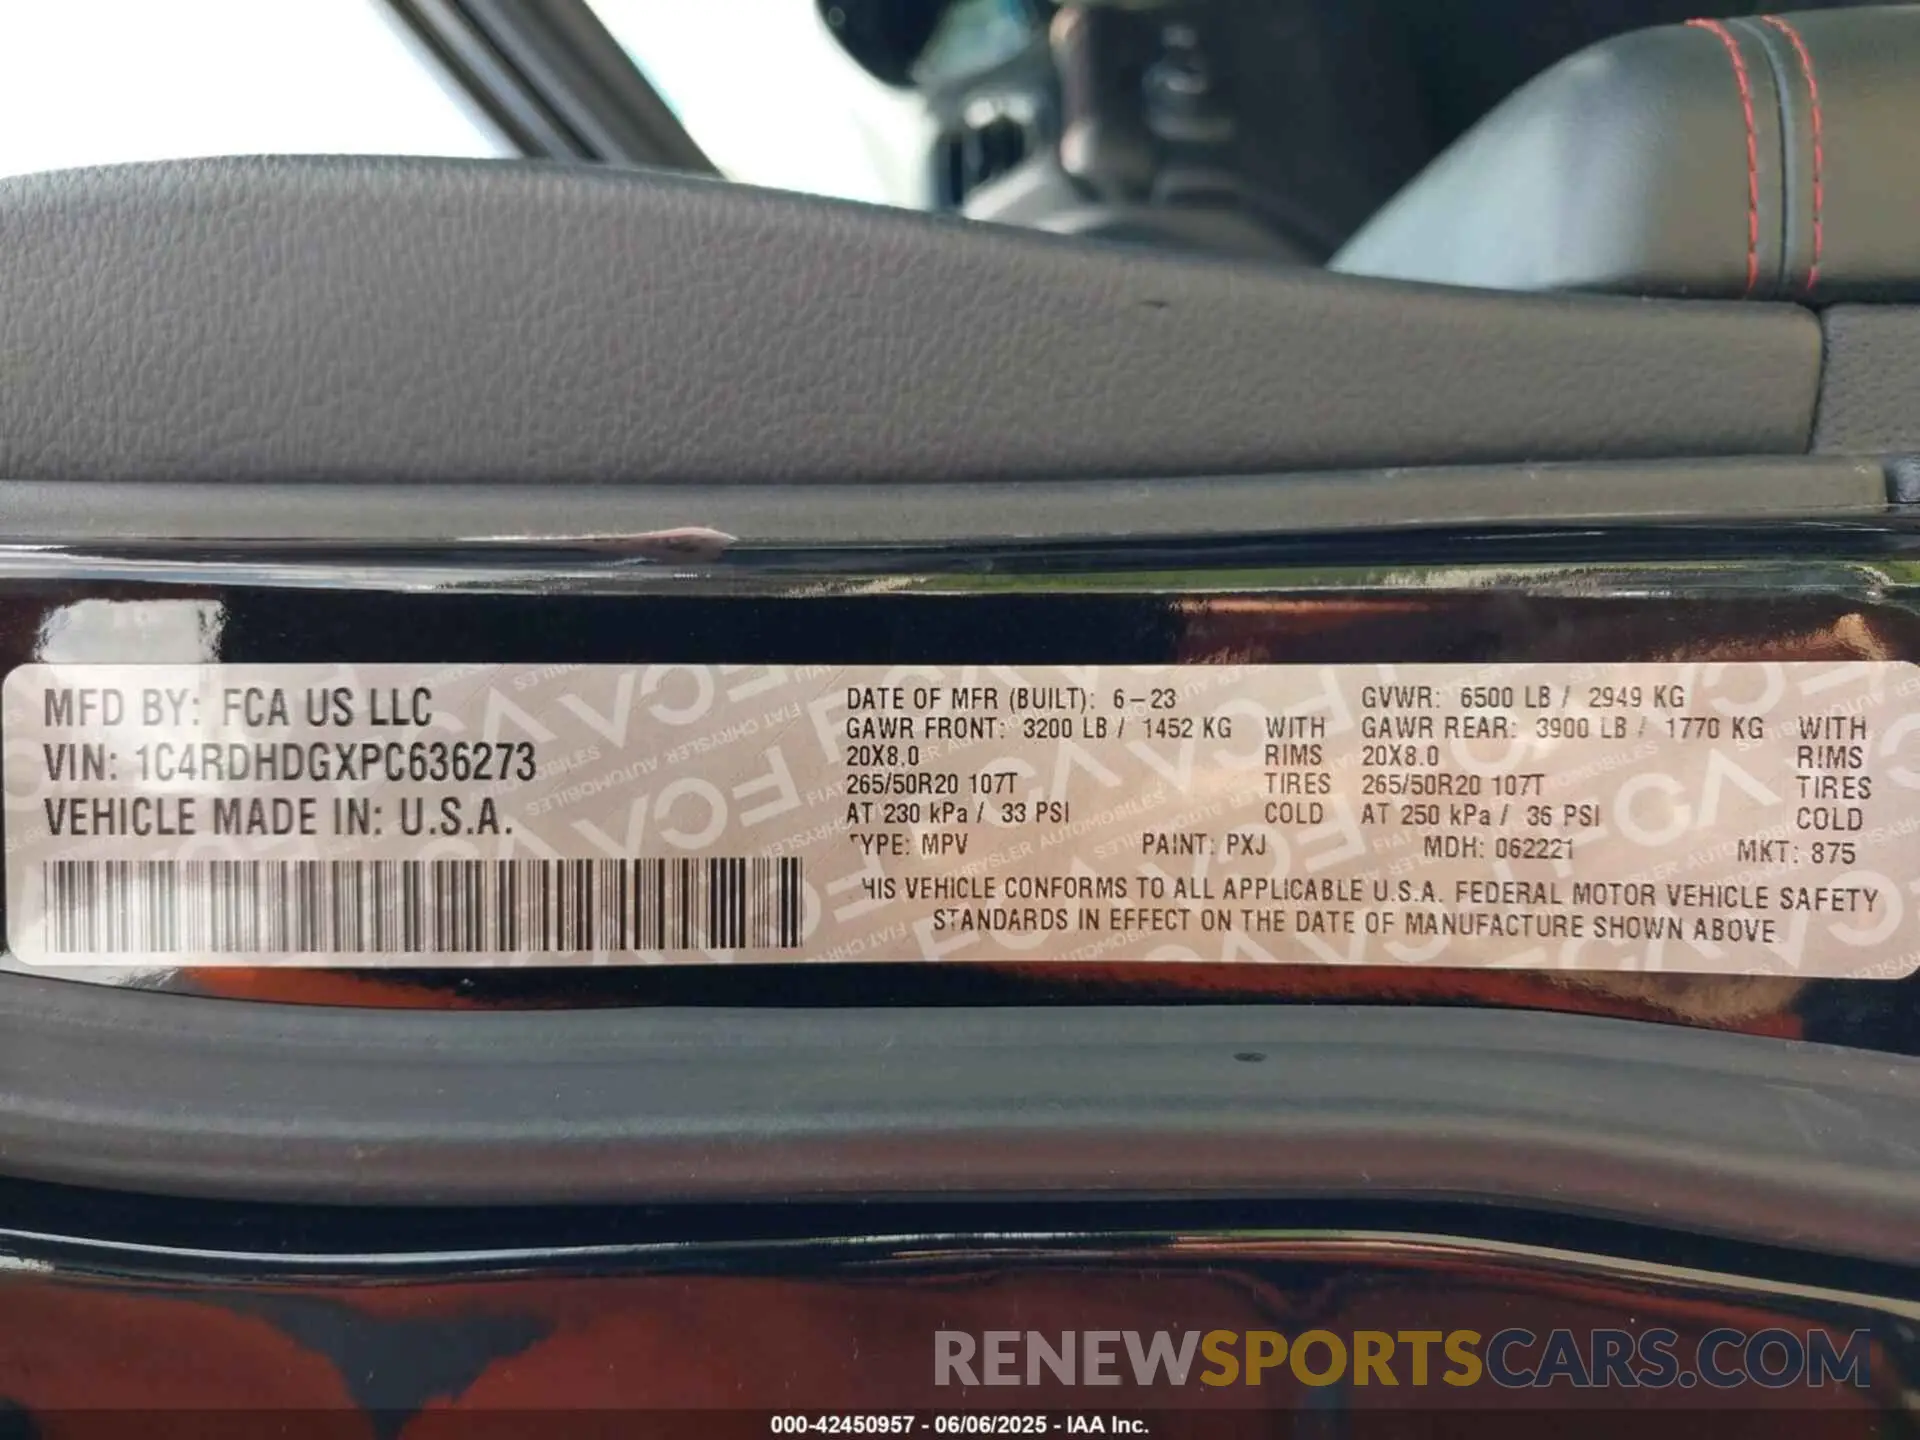 MFD BY: FCA US LLC
VIN: 1C4RDHDGXPC636273
VEHICLE MADE IN: U.S.A.
DATE OF MFR (BUILT): 6-23 GVWR: 6500 LB / 2949 KG
GAWR FRONT: 3200 LB / 1452 KG WITH GAWR REAR: 3900 LB / 1770 KG WITH
20X8.0 RIMS 20X8.0 RIMS
265/50R20 107T TIRES 265/50R20 107T TIRES
AT 230 kPa / 33 PSI COLD AT 250 kPa / 36 PSI COLD
TYPE: MPV PAINT: PXJ MDH: 062221 MKT: 875
THIS VEHICLE CONFORMS TO ALL APPLICABLE U.S.A. FEDERAL MOTOR VEHICLE SAFETY
STANDARDS IN EFFECT ON THE DATE OF MANUFACTURE SHOWN ABOVE
RENEWSPORTSCARS.COM
000-42450957 - 06/06/2025 - IAA Inc.